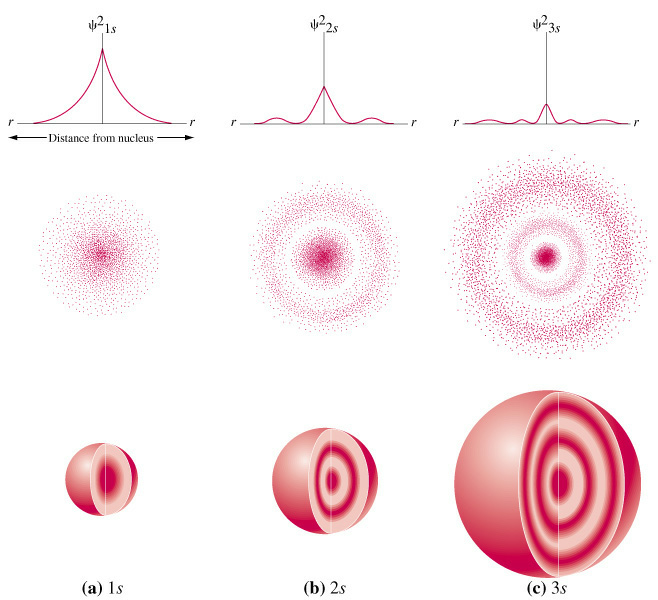 ψ²1s ψ²2s ψ²3s
r r r r r r
Distance from nucleus
(a) 1s (b) 2s (c) 3s